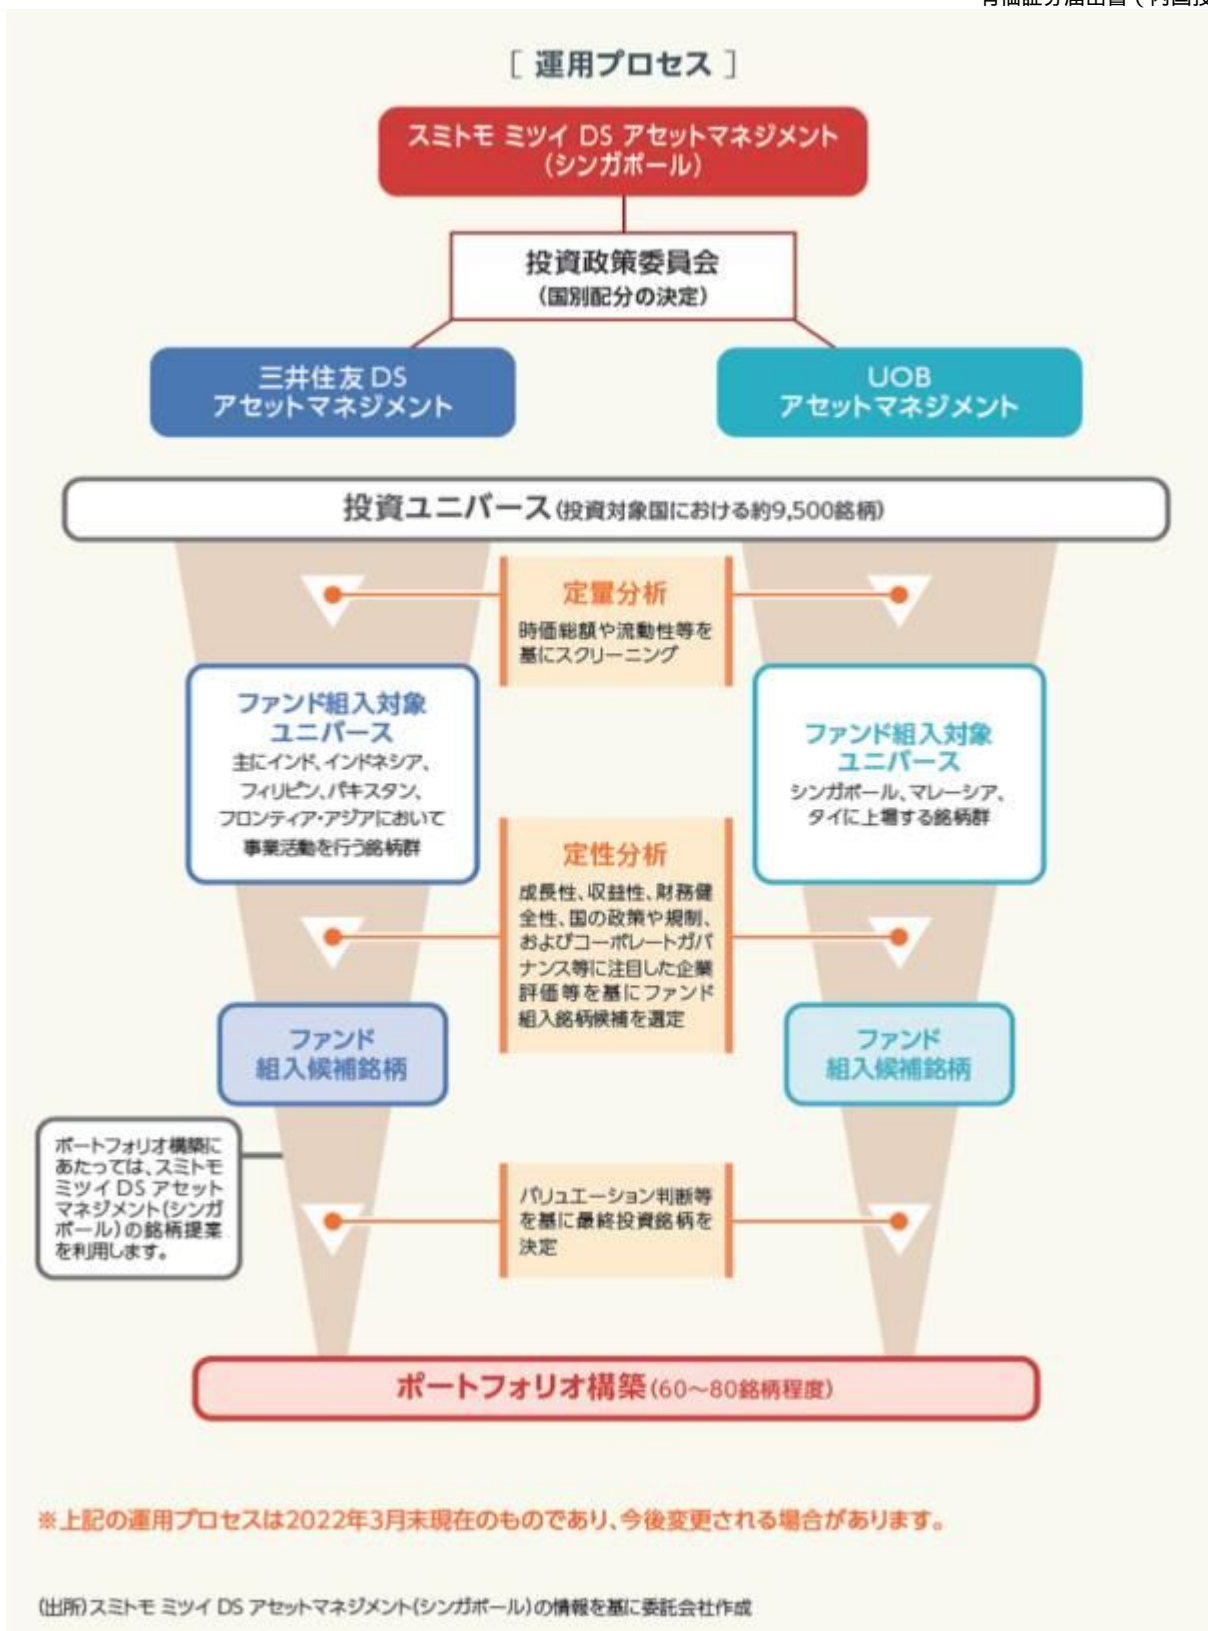 有価証券届出書（内国投
［ 運用プロセス ］
スミトモ ミツイ DS アセットマネジメント
(シンガポール)
投資政策委員会
(国別配分の決定)
三井住友 DS
アセットマネジメント
UOB
アセットマネジメント
投資ユニバース(投資対象国における約9,500銘柄)
定量分析
時価総額や流動性等を
基にスクリーニング
ファンド組入対象
ユニバース
主にインド、インドネシア、
フィリピン、パキスタン、
フロンティア・アジアにおいて
事業活動を行う銘柄群
ファンド組入対象
ユニバース
シンガポール、マレーシア、
タイに上場する銘柄群
定性分析
成長性、収益性、財務健
全性、国の政策や規制、
およびコーポレートガバ
ナンス等に注目した企業
評価等を基にファンド
組入銘柄候補を選定
ファンド
組入候補銘柄
ファンド
組入候補銘柄
ポートフォリオ構築に
あたっては、スミトモ
ミツイ DS アセット
マネジメント(シンガ
ポール)の銘柄提案
を利用します。
バリュエーション判断等
を基に最終投資銘柄を
決定
ポートフォリオ構築(60～80銘柄程度)
※上記の運用プロセスは2022年3月末現在のものであり、今後変更される場合があります。
(出所)スミトモ ミツイ DS アセットマネジメント(シンガポール)の情報を基に委託会社作成